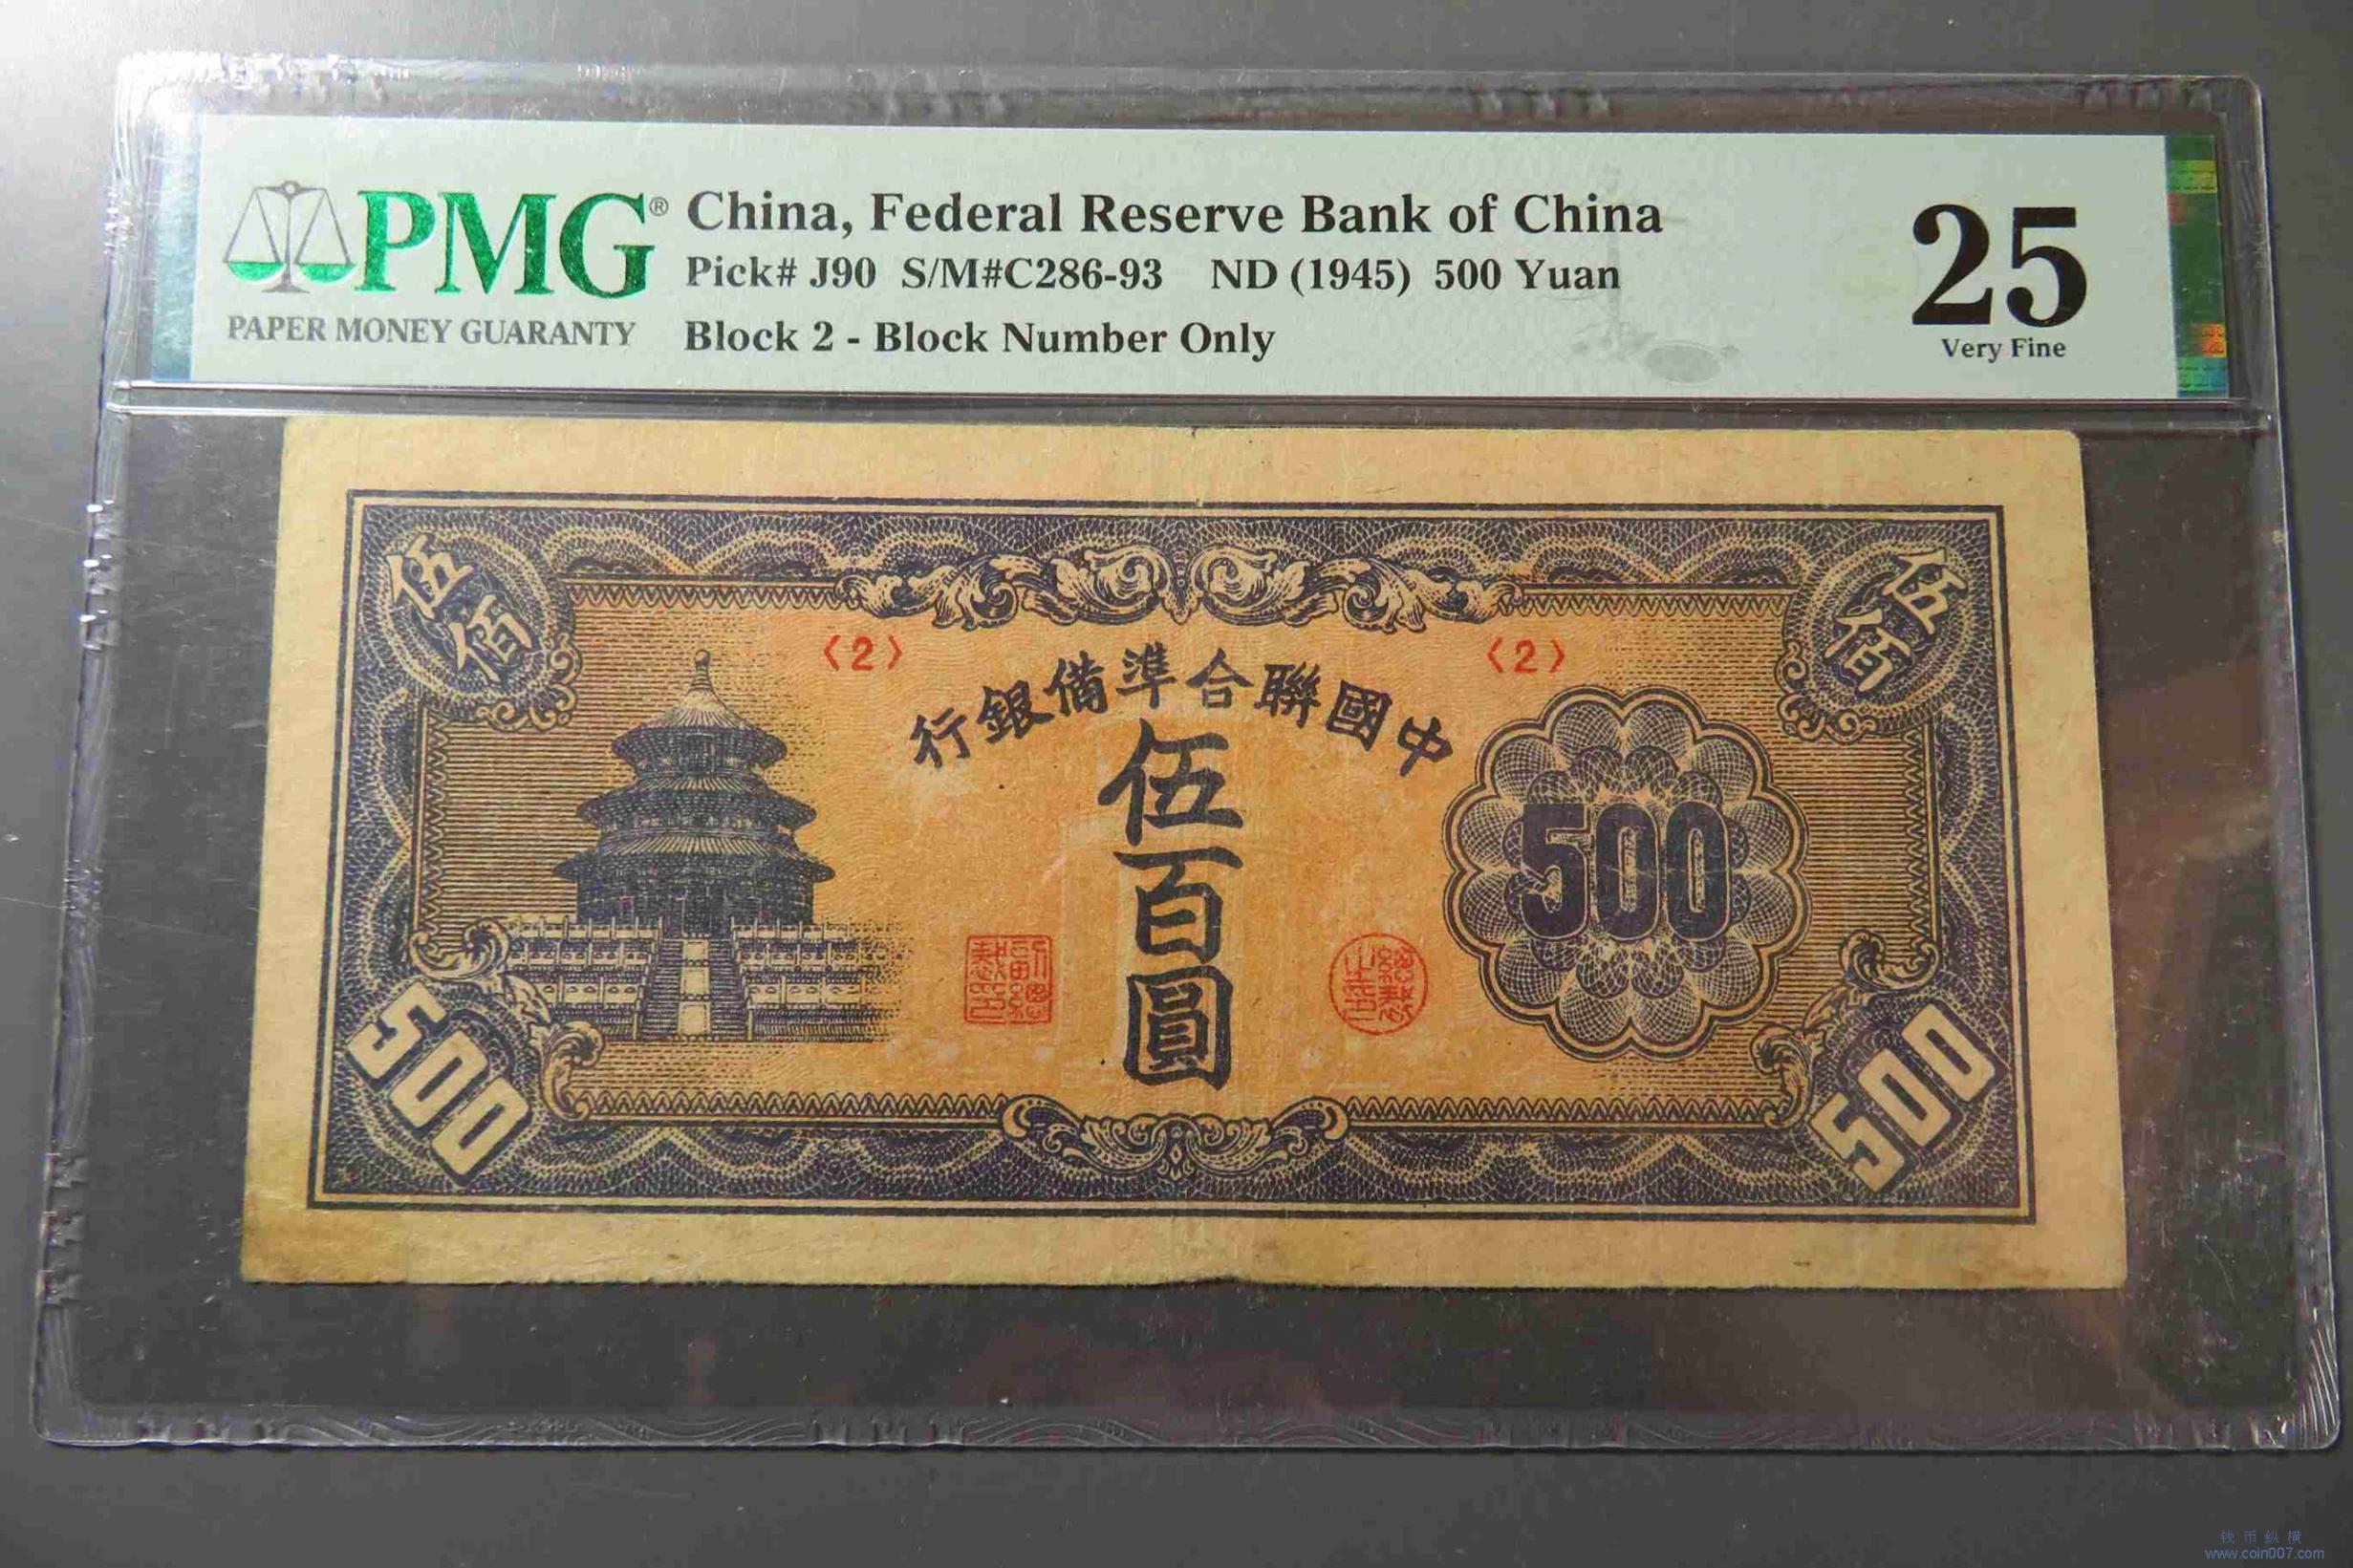 PMG®
PAPER MONEY GUARANTY
China, Federal Reserve Bank of China
Pick# J90 S/M#C286-93 ND (1945) 500 Yuan
Block 2 - Block Number Only
25
Very Fine
伍佰
伍佰
〈2〉
〈2〉
行銀備準合聯國中
伍百圓
500
500
500
钱币纵横
www.coin007.com